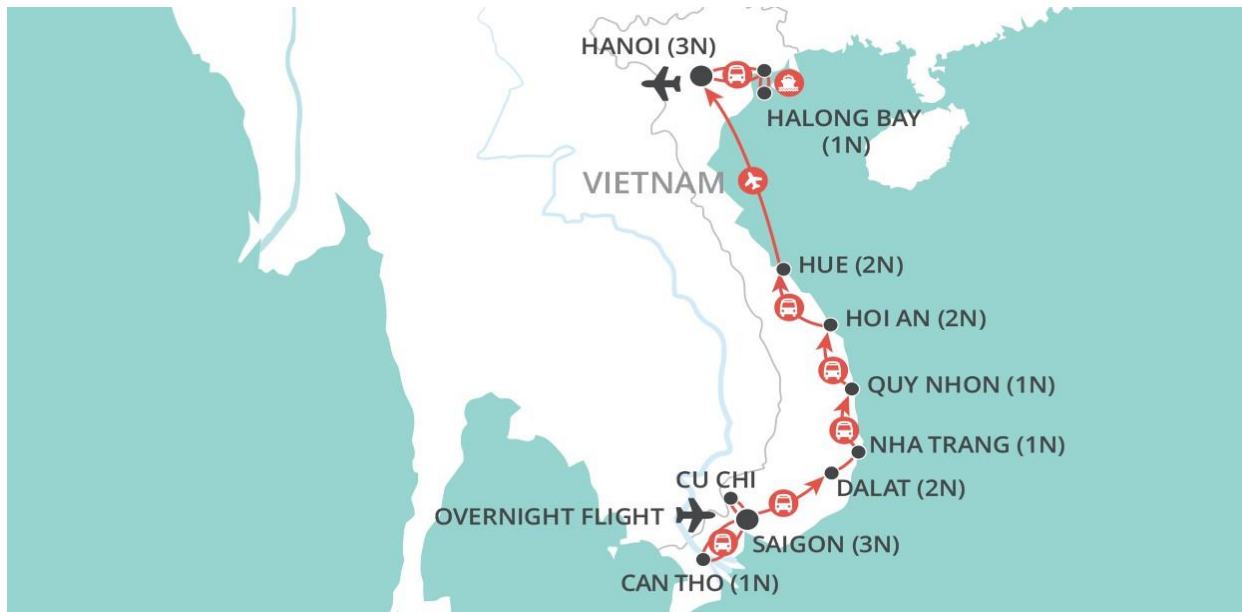 HANOI (3N)
HALONG BAY
(1N)
VIETNAM
HUE (2N)
HOI AN (2N)
QUY NHON (1N)
NHA TRANG (1N)
CU CHI
DALAT (2N)
OVERNIGHT FLIGHT
SAIGON (3N)
CAN THO (1N)